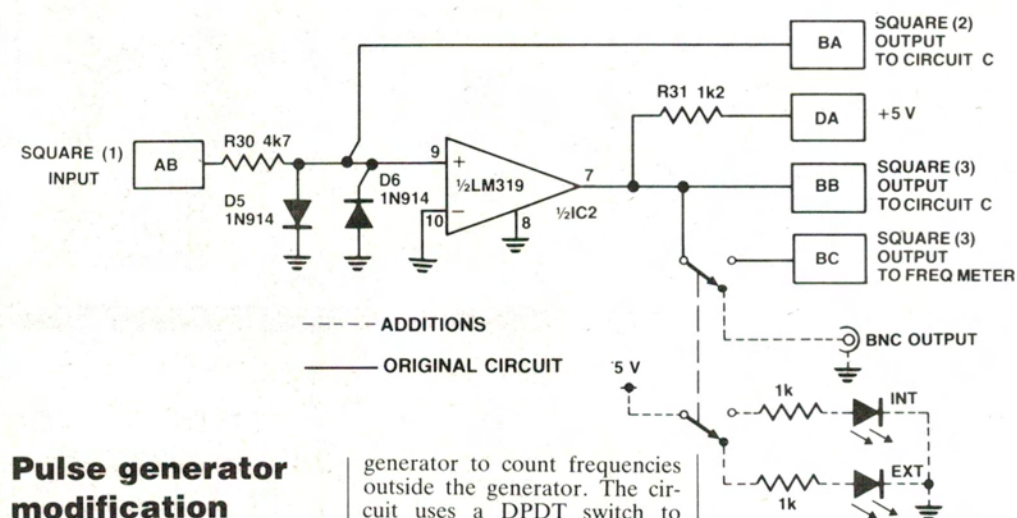 SQUARE (2)
OUTPUT
TO CIRCUIT C
BA
R31 1k2
DA
+5 V
SQUARE (1)
INPUT
AB
R30 4k7
9
+
½LM319
7
½IC2
10
−
8
D5
1N914
D6
1N914
BB
SQUARE (3)
OUTPUT
TO CIRCUIT C
BC
SQUARE (3)
OUTPUT
TO FREQ METER
ADDITIONS
ORIGINAL CIRCUIT
BNC OUTPUT
5 V
1k
INT
1k
EXT
Pulse generator
modification
generator to count frequencies
outside the generator. The cir-
cuit uses a DPDT switch to